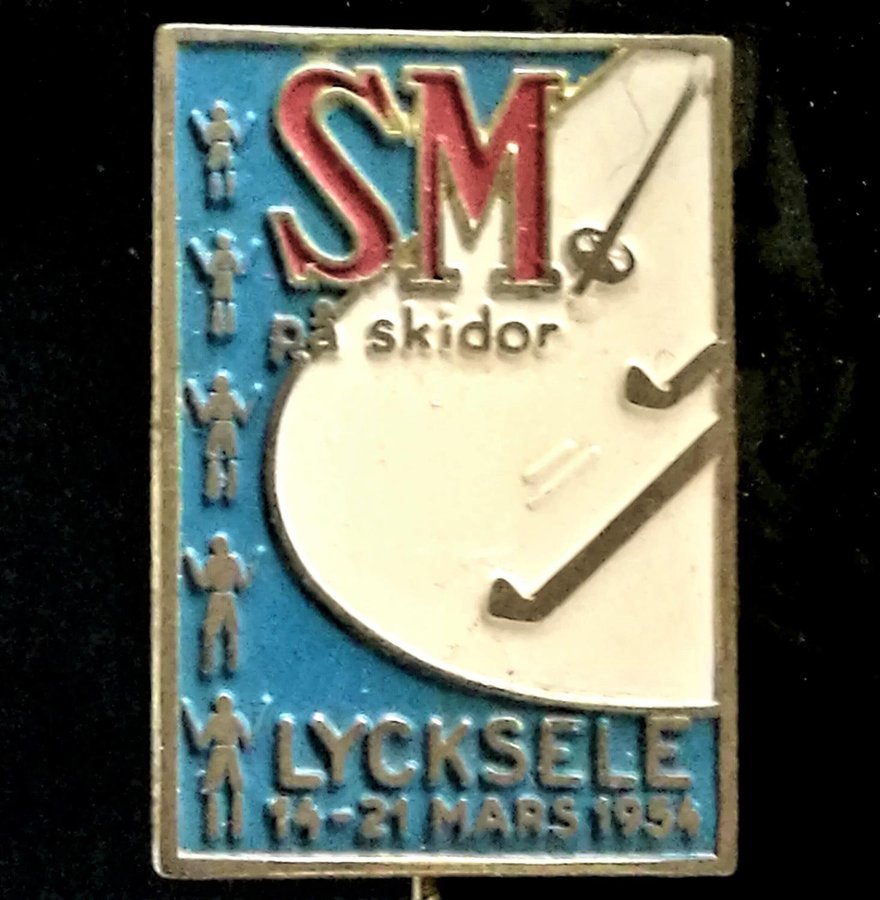 SM
på skidor
LYCKSELE
14-21 MARS 1954